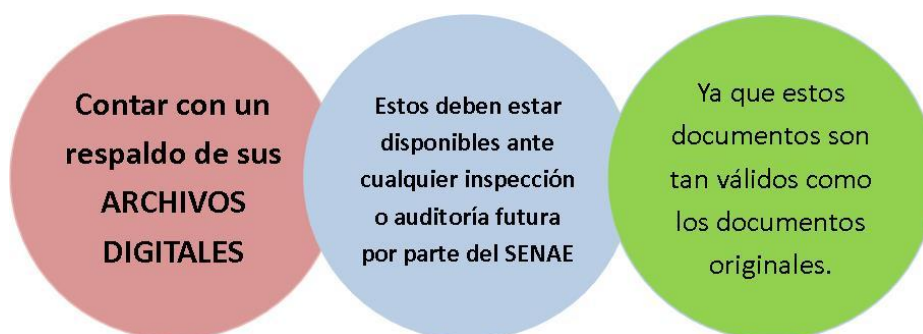 Contar con un
respaldo de sus
ARCHIVOS
DIGITALES
Estos deben estar
disponibles ante
cualquier inspección
o auditoría futura
por parte del SENAE
Ya que estos
documentos son
tan válidos como
los documentos
originales.